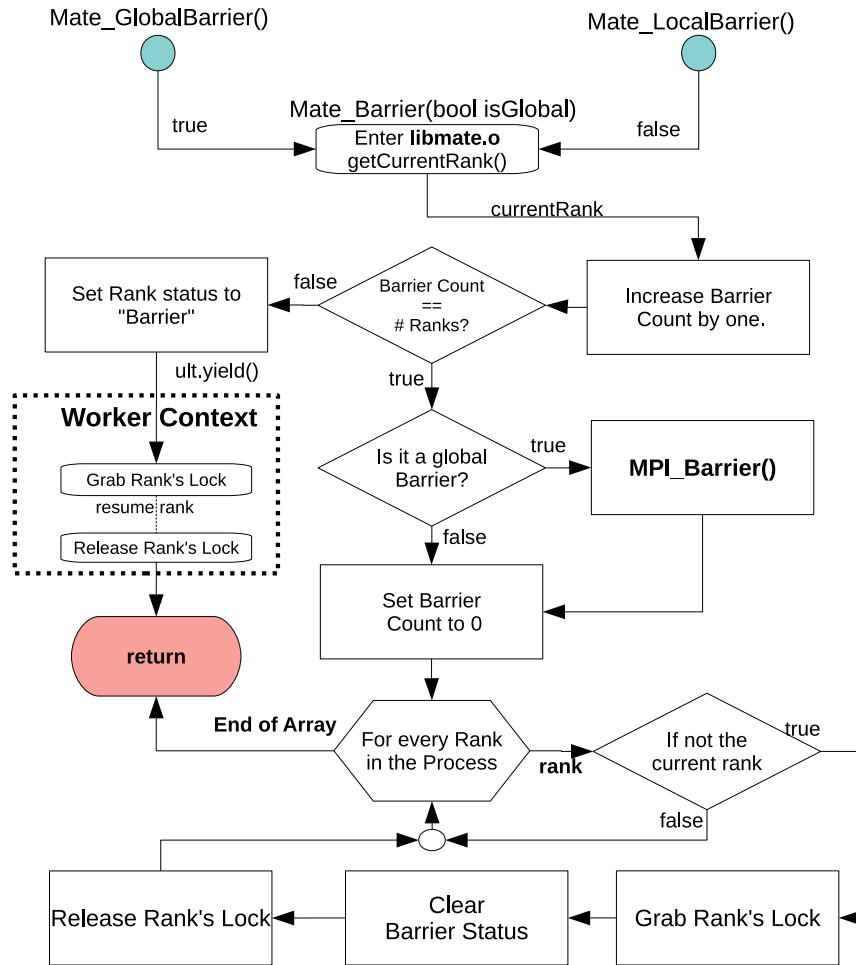 Mate_GlobalBarrier()
Mate_LocalBarrier()
Mate_Barrier(bool isGlobal)
true
false
Enter libmate.o
getCurrentRank()
currentRank
Set Rank status to
"Barrier"
false
Barrier Count
==
# Ranks?
Increase Barrier
Count by one.
ult.yield()
true
Worker Context
Grab Rank's Lock
resume rank
Release Rank's Lock
Is it a global
Barrier?
true
MPI_Barrier()
false
Set Barrier
Count to 0
return
End of Array
For every Rank
in the Process
rank
If not the
current rank
true
false
Release Rank's Lock
Clear
Barrier Status
Grab Rank's Lock